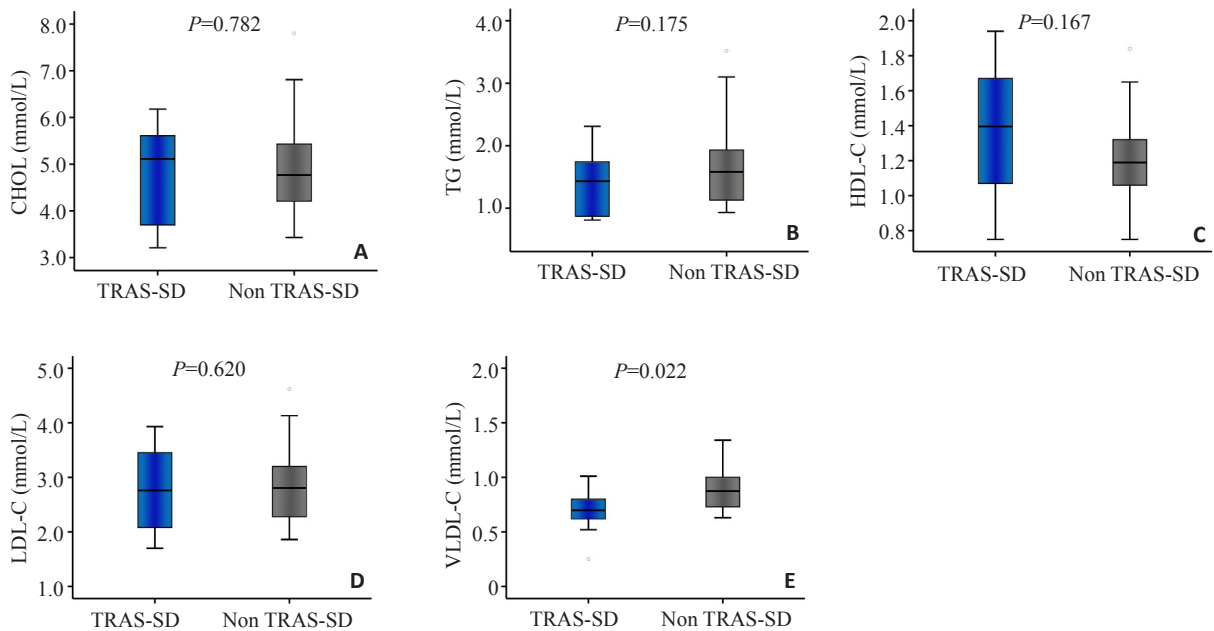 P=0.782
CHOL (mmol/L)
8.0
7.0
6.0
5.0
4.0
3.0
A
TRAS-SD
Non TRAS-SD
P=0.175
TG (mmol/L)
4.0
3.0
2.0
1.0
B
TRAS-SD
Non TRAS-SD
P=0.167
HDL-C (mmol/L)
2.0
1.8
1.6
1.4
1.2
1.0
0.8
C
TRAS-SD
Non TRAS-SD
P=0.620
LDL-C (mmol/L)
5.0
4.0
3.0
2.0
1.0
D
TRAS-SD
Non TRAS-SD
P=0.022
VLDL-C (mmol/L)
2.0
1.5
1.0
0.5
0
E
TRAS-SD
Non TRAS-SD